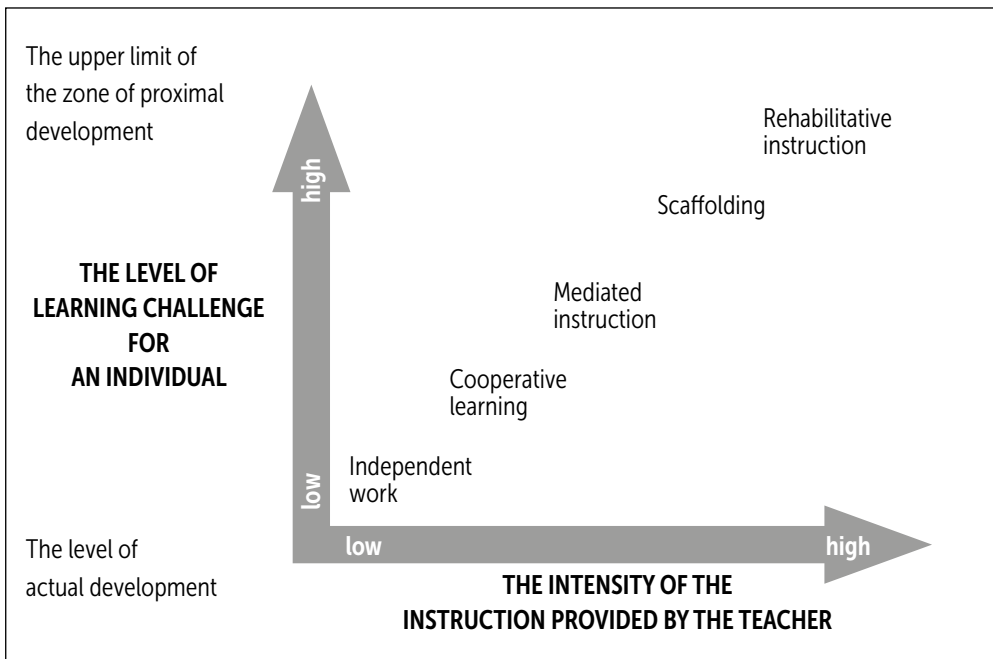 The upper limit of
the zone of proximal
development
Rehabilitative
instruction
high
Scaffolding
THE LEVEL OF
LEARNING CHALLENGE
FOR
AN INDIVIDUAL
Mediated
instruction
Cooperative
learning
Independent
work
low
The level of
actual development
low
high
THE INTENSITY OF THE
INSTRUCTION PROVIDED BY THE TEACHER